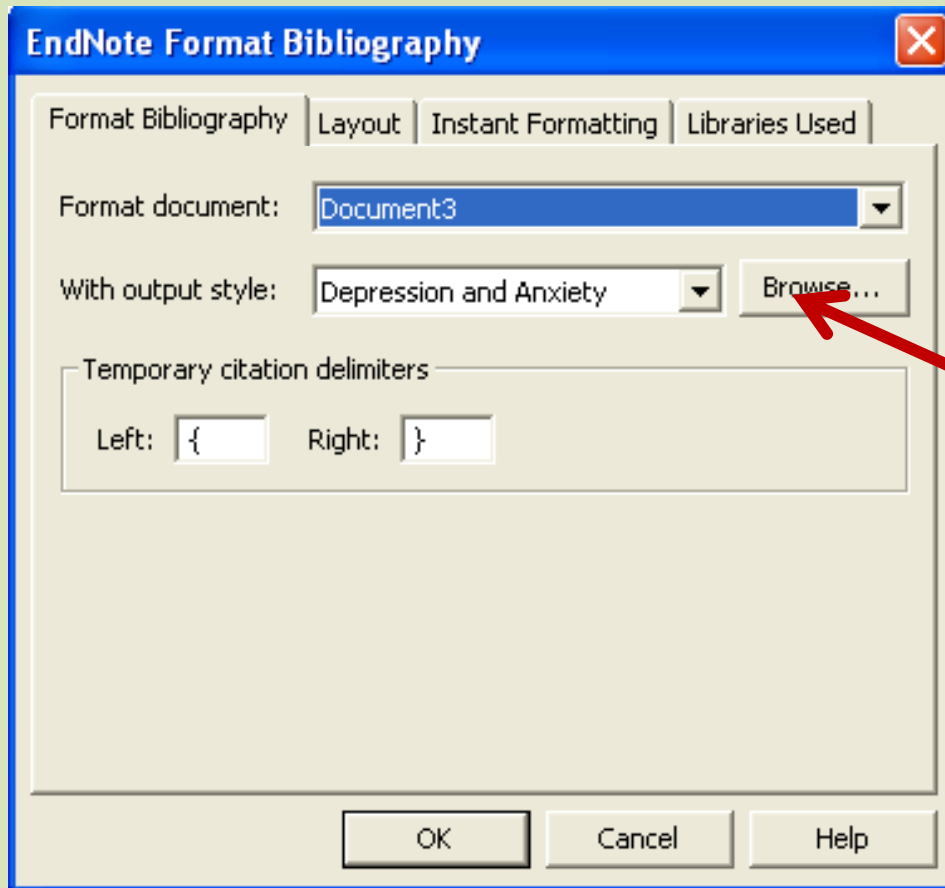 EndNote Format Bibliography
Format Bibliography Layout Instant Formatting Libraries Used
Format document: Document3
With output style: Depression and Anxiety Browse...
Temporary citation delimiters
Left: { Right: }
OK Cancel Help